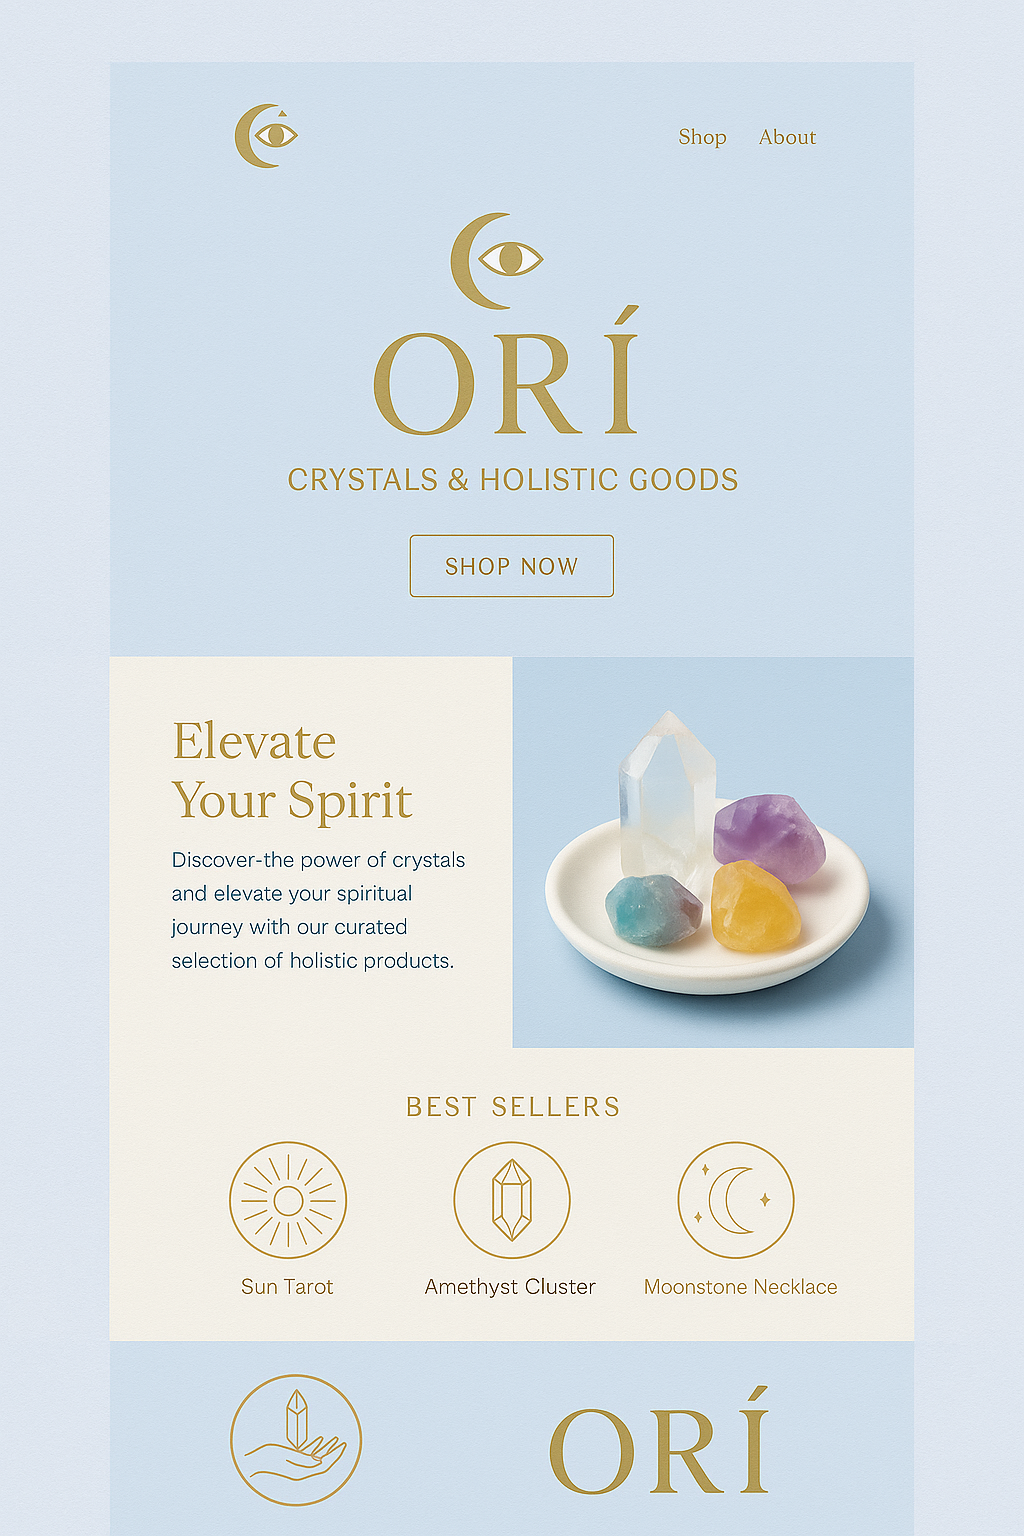 Shop About
ORÍ
CRYSTALS & HOLISTIC GOODS
SHOP NOW
Elevate
Your Spirit
Discover-the power of crystals
and elevate your spiritual
journey with our curated
selection of holistic products.
BEST SELLERS
Sun Tarot
Amethyst Cluster
Moonstone Necklace
ORÍ